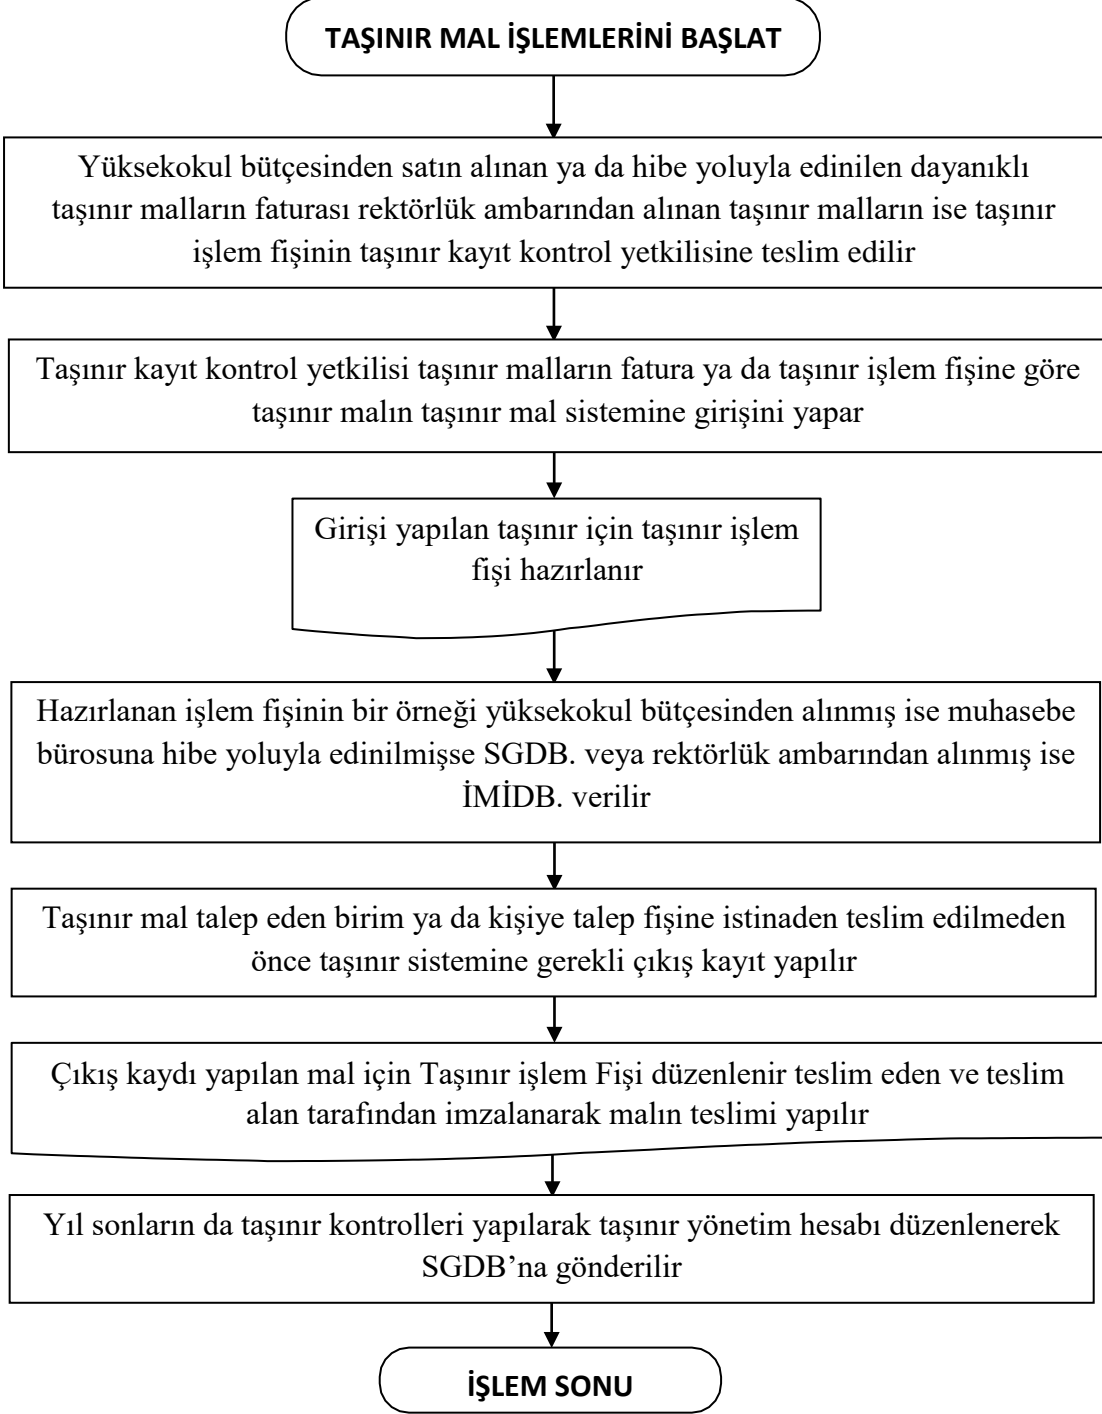 TAŞINIR MAL İŞLEMLERİNİ BAŞLAT
Yüksekokul bütçesinden satın alınan ya da hibe yoluyla edinilen dayanıklı
taşınır malların faturası rektörlük ambarından alınan taşınır malların ise taşınır
işlem fişinin taşınır kayıt kontrol yetkilisine teslim edilir
Taşınır kayıt kontrol yetkilisi taşınır malların fatura ya da taşınır işlem fişine göre
taşınır malın taşınır mal sistemine girişini yapar
Girişi yapılan taşınır için taşınır işlem
fişi hazırlanır
Hazırlanan işlem fişinin bir örneği yüksekokul bütçesinden alınmış ise muhasebe
bürosuna hibe yoluyla edinilmişse SGDB. veya rektörlük ambarından alınmış ise
İMİDB. verilir
Taşınır mal talep eden birim ya da kişiye talep fişine istinaden teslim edilmeden
önce taşınır sistemine gerekli çıkış kayıt yapılır
Çıkış kaydı yapılan mal için Taşınır işlem Fişi düzenlenir teslim eden ve teslim
alan tarafından imzalanarak malın teslimi yapılır
Yıl sonların da taşınır kontrolleri yapılarak taşınır yönetim hesabı düzenlenerek
SGDB’na gönderilir
İŞLEM SONU